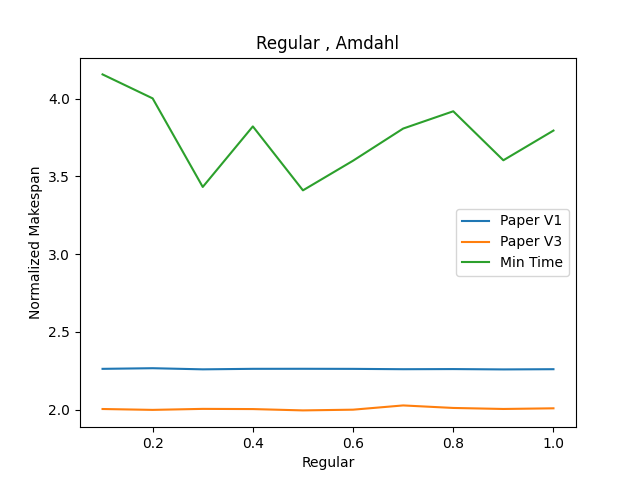 Regular , Amdahl
Normalized Makespan
4.0
3.5
3.0
2.5
2.0
Paper V1
Paper V3
Min Time
0.2 0.4 0.6 0.8 1.0
Regular